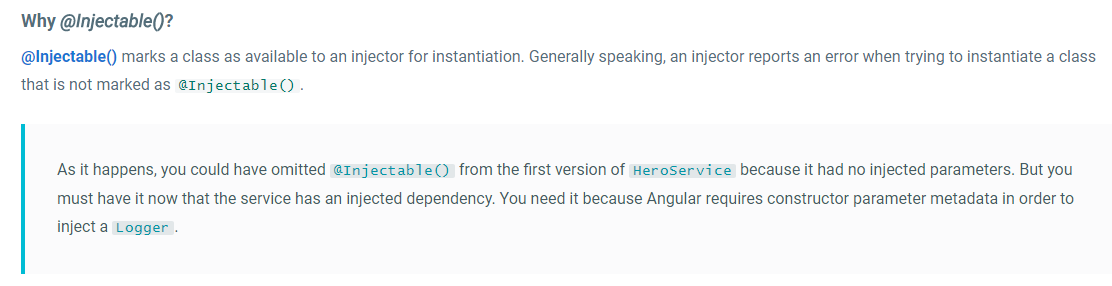 Why @Injectable()?
@Injectable() marks a class as available to an injector for instantiation. Generally speaking, an injector reports an error when trying to instantiate a class
that is not marked as @Injectable() .
As it happens, you could have omitted @Injectable() from the first version of HeroService because it had no injected parameters. But you
must have it now that the service has an injected dependency. You need it because Angular requires constructor parameter metadata in order to
inject a Logger .